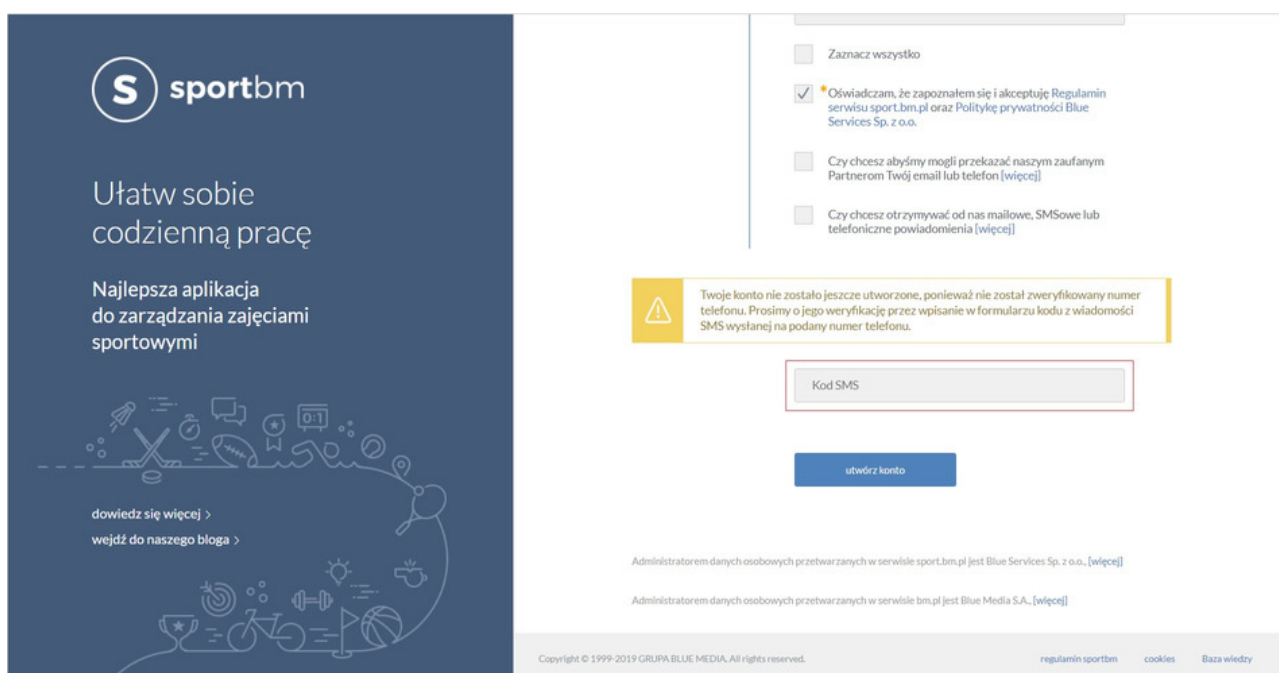 S sportbm
Ułatw sobie
codzienną pracę
Najlepsza aplikacja
do zarządzania zajęciami
sportowymi
0:1
dowiedz się więcej >
wejdź do naszego bloga >
Zaznacz wszystko
*Oświadczam, że zapoznałem się i akceptuję Regulamin
serwisu sport.bm.pl oraz Politykę prywatności Blue
Services Sp. z o.o.
Czy chcesz abyśmy mogli przekazać naszym zaufanym
Partnerom Twój email lub telefon [więcej]
Czy chcesz otrzymywać od nas mailowe, SMSowe lub
telefoniczne powiadomienia [więcej]
Twoje konto nie zostało jeszcze utworzone, ponieważ nie został zweryfikowany numer
telefonu. Prosimy o jego weryfikację przez wpisanie w formularzu kodu z wiadomości
SMS wysłanej na podany numer telefonu.
Kod SMS
utwórz konto
Administratorem danych osobowych przetwarzanych w serwisie sport.bm.pl jest Blue Services Sp. z o.o., [więcej]
Administratorem danych osobowych przetwarzanych w serwisie bm.pl jest Blue Media S.A., [więcej]
Copyright © 1999-2019 GRUPA BLUE MEDIA. All rights reserved.
regulamin sportbm cookies Baza wiedzy